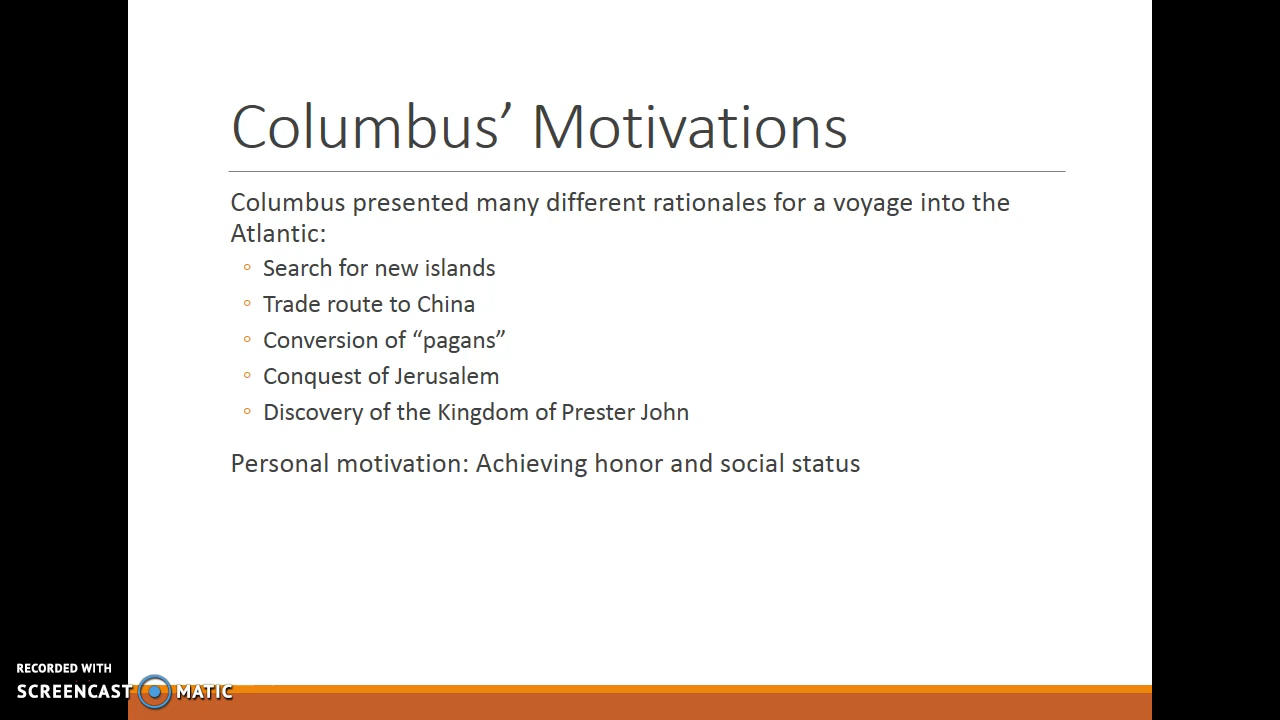 Columbus’ Motivations
Columbus presented many different rationales for a voyage into the
Atlantic:
◦ Search for new islands
◦ Trade route to China
◦ Conversion of “pagans”
◦ Conquest of Jerusalem
◦ Discovery of the Kingdom of Prester John
Personal motivation: Achieving honor and social status
RECORDED WITH
SCREENCAST MATIC